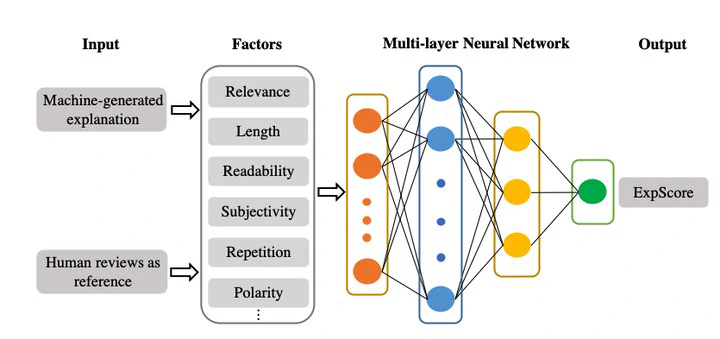 Input
Factors
Multi-layer Neural Network
Output
Machine-generated
explanation
Human reviews as
reference
Relevance
Length
Readability
Subjectivity
Repetition
Polarity
ExpScore